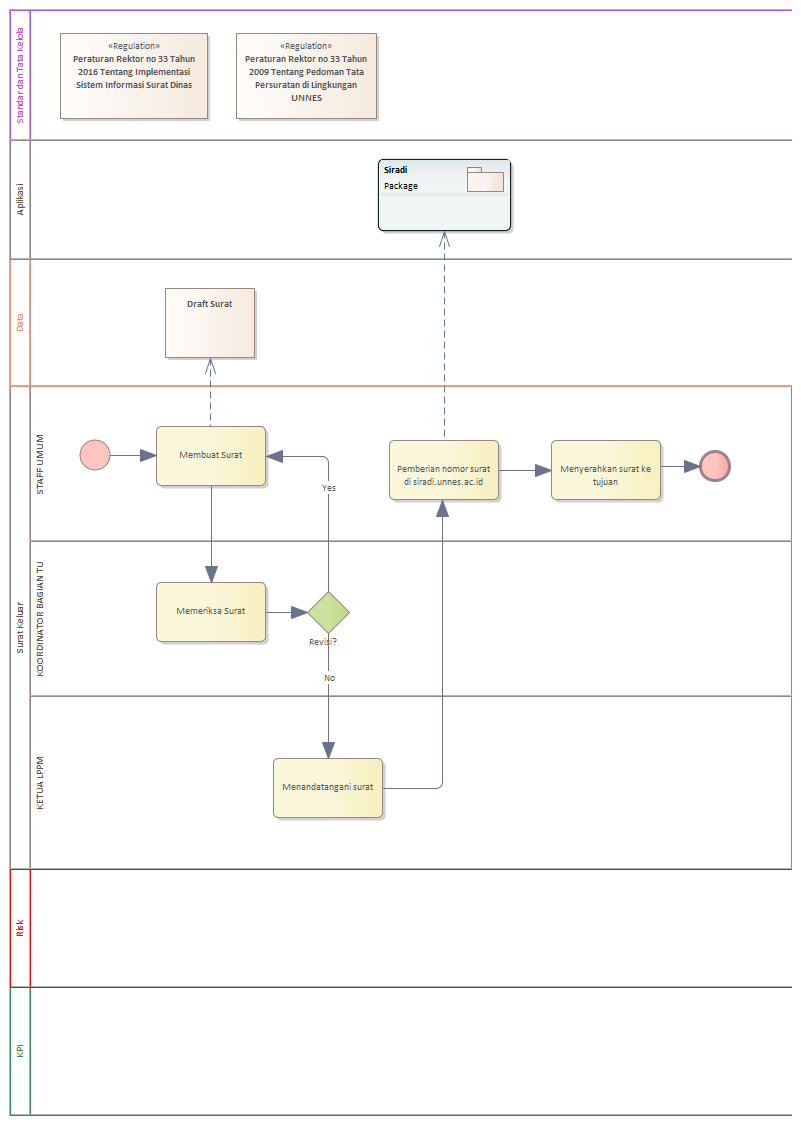 Standar dan Tata Kelola
«Regulation»
Peraturan Rektor no 33 Tahun
2016 Tentang Implementasi
Sistem Informasi Surat Dinas
«Regulation»
Peraturan Rektor no 33 Tahun
2009 Tentang Pedoman Tata
Persuratan di Lingkungan
UNNES
Aplikasi
Siradi
Package
Data
Draft Surat
Surat Keluar
STAFF UMUM
Membuat Surat
Yes
Pemberian nomor surat
di siradi.unnes.ac.id
Menyerahkan surat ke
tujuan
KOORDINATOR BAGIAN TU
Memeriksa Surat
Revisi?
No
KETUA LPPM
Menandatangani surat
Risk
KPI